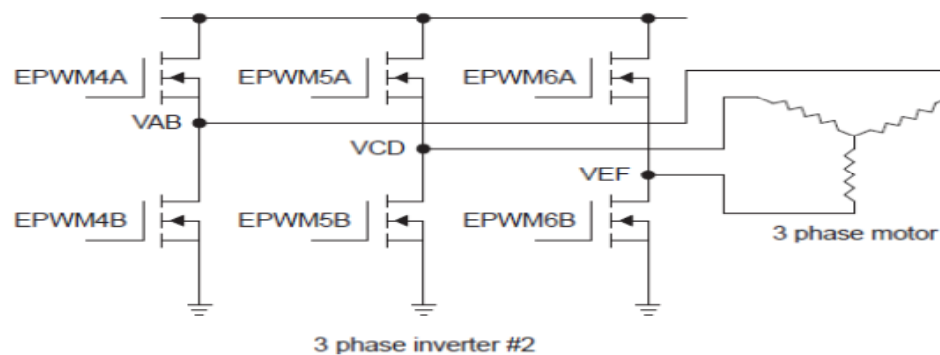 EPWM4A
EPWM5A
EPWM6A
VAB
VCD
VEF
EPWM4B
EPWM5B
EPWM6B
3 phase motor
3 phase inverter #2